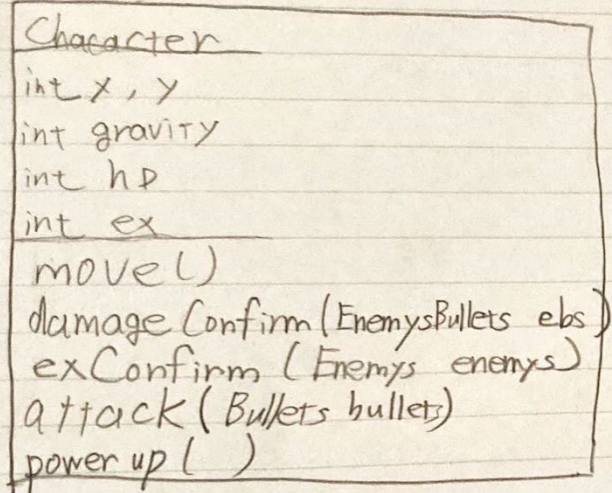 Character
int x, y
int gravity
int hp
int ex
move()
damage Confirm (EnemysBullets ebs)
exConfirm (Enemys enemys)
attack (Bullets bullets)
power up ( )